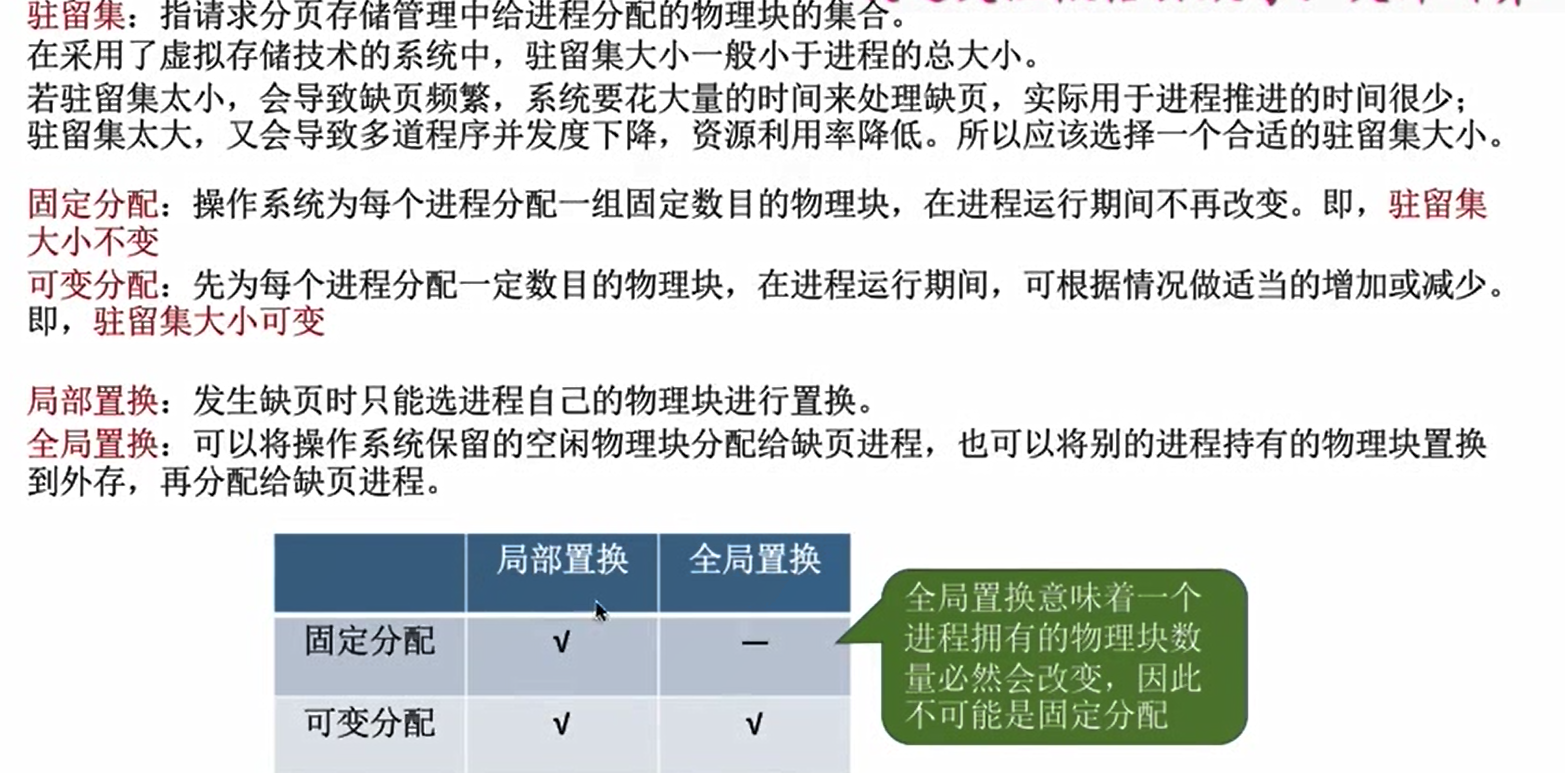 驻留集：指请求分页存储管理中给进程分配的物理块的集合。
在采用了虚拟存储技术的系统中，驻留集大小一般小于进程的总大小。
若驻留集太小，会导致缺页频繁，系统要花大量的时间来处理缺页，实际用于进程推进的时间很少；
驻留集太大，又会导致多道程序并发度下降，资源利用率降低。所以应该选择一个合适的驻留集大小。
固定分配：操作系统为每个进程分配一组固定数目的物理块，在进程运行期间不再改变。即，驻留集
大小不变
可变分配：先为每个进程分配一定数目的物理块，在进程运行期间，可根据情况做适当的增加或减少。
即，驻留集大小可变
局部置换：发生缺页时只能选进程自己的物理块进行置换。
全局置换：可以将操作系统保留的空闲物理块分配给缺页进程，也可以将别的进程持有的物理块置换
到外存，再分配给缺页进程。
局部置换 全局置换
固定分配 √ —
可变分配 √ √
全局置换意味着一个
进程拥有的物理块数
量必然会改变，因此
不可能是固定分配